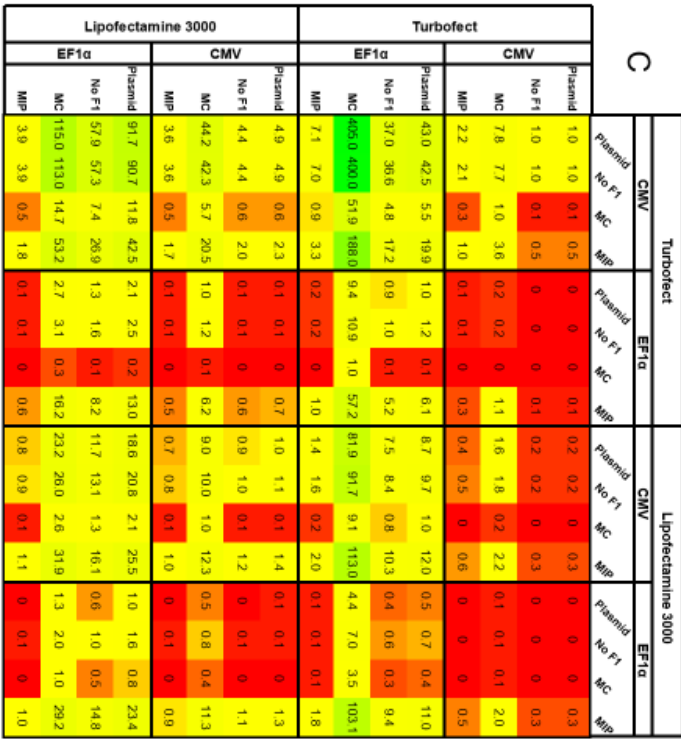 C
Turbofect Lipofectamine 3000
CMV EF1α CMV EF1α
Plasmid No F1 MC MIP Plasmid No F1 MC MIP Plasmid No F1 MC MIP Plasmid No F1 MC MIP
Turbofect
CMV
Plasmid 1.0 1.0 0.1 0.5 0 0 0 0.1 0.2 0.2 0 0.3 0 0 0 0.3
No F1 1.0 1.0 0.1 0.5 0 0 0 0.1 0.2 0.2 0 0.3 0 0 0 0.3
MC 7.8 7.7 1.0 3.6 0.2 0.2 0 1.1 1.6 1.8 0.2 2.2 0.1 0.1 0.1 2.0
MIP 2.2 2.1 0.3 1.0 0.1 0.1 0 0.3 0.4 0.5 0 0.6 0 0 0 0.5
EF1α
Plasmid 43.0 42.5 5.5 19.9 1.0 1.2 0.1 6.1 8.7 9.7 1.0 12.0 0.5 0.7 0.4 11.0
No F1 37.0 36.6 4.8 17.2 0.9 1.0 0.1 5.2 7.5 8.4 0.8 10.3 0.4 0.6 0.3 9.4
MC 405.0 400.0 51.9 188.0 9.4 10.9 1.0 57.2 81.9 91.7 9.1 113.0 4.4 7.0 3.5 103.1
MIP 7.1 7.0 0.9 3.3 0.2 0.2 0 1.0 1.4 1.6 0.2 2.0 0.1 0.1 0.1 1.8
Lipofectamine 3000
CMV
Plasmid 4.9 4.9 0.6 2.3 0.1 0.1 0 0.7 1.0 1.1 0.1 1.4 0.1 0.1 0 1.3
No F1 4.4 4.4 0.6 2.0 0.1 0.1 0 0.6 0.9 1.0 0.1 1.2 0 0.1 0 1.1
MC 44.2 42.3 5.7 20.5 1.0 1.2 0.1 6.2 9.0 10.0 1.0 12.3 0.5 0.8 0.4 11.3
MIP 3.6 3.6 0.5 1.7 0.1 0.1 0 0.5 0.7 0.8 0.1 1.0 0 0.1 0 0.9
EF1α
Plasmid 91.7 90.7 11.8 42.5 2.1 2.5 0.2 13.0 18.6 20.8 2.1 25.5 1.0 1.6 0.8 23.4
No F1 57.9 57.3 7.4 26.9 1.3 1.6 0.1 8.2 11.7 13.1 1.3 16.1 0.6 1.0 0.5 14.8
MC 115.0 113.0 14.7 53.2 2.7 3.1 0.3 16.2 23.2 26.0 2.6 31.9 1.3 2.0 1.0 29.2
MIP 3.9 3.9 0.5 1.8 0.1 0.1 0 0.6 0.8 0.9 0.1 1.1 0 0.1 0 1.0